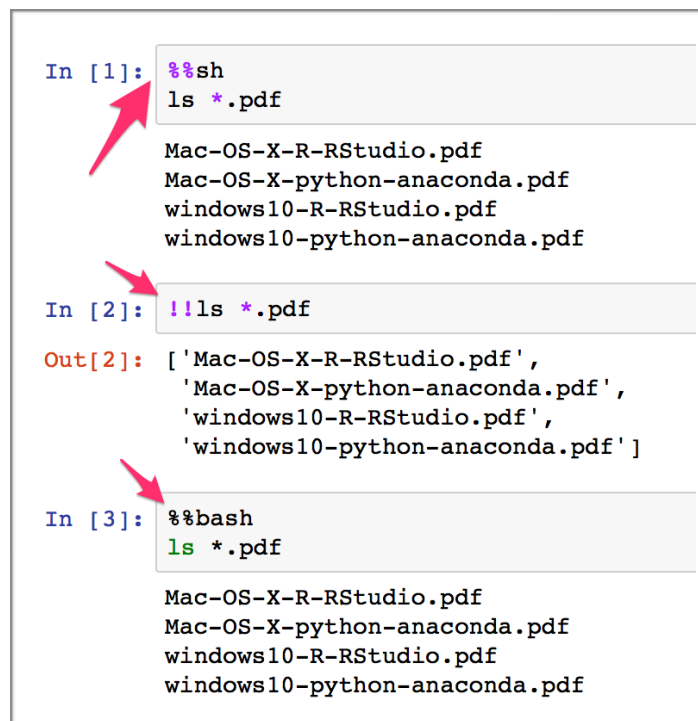 In [1]: %%sh
ls *.pdf
Mac-OS-X-R-RStudio.pdf
Mac-OS-X-python-anaconda.pdf
windows10-R-RStudio.pdf
windows10-python-anaconda.pdf
In [2]: !!ls *.pdf
Out[2]: ['Mac-OS-X-R-RStudio.pdf',
'Mac-OS-X-python-anaconda.pdf',
'windows10-R-RStudio.pdf',
'windows10-python-anaconda.pdf']
In [3]: %%bash
ls *.pdf
Mac-OS-X-R-RStudio.pdf
Mac-OS-X-python-anaconda.pdf
windows10-R-RStudio.pdf
windows10-python-anaconda.pdf